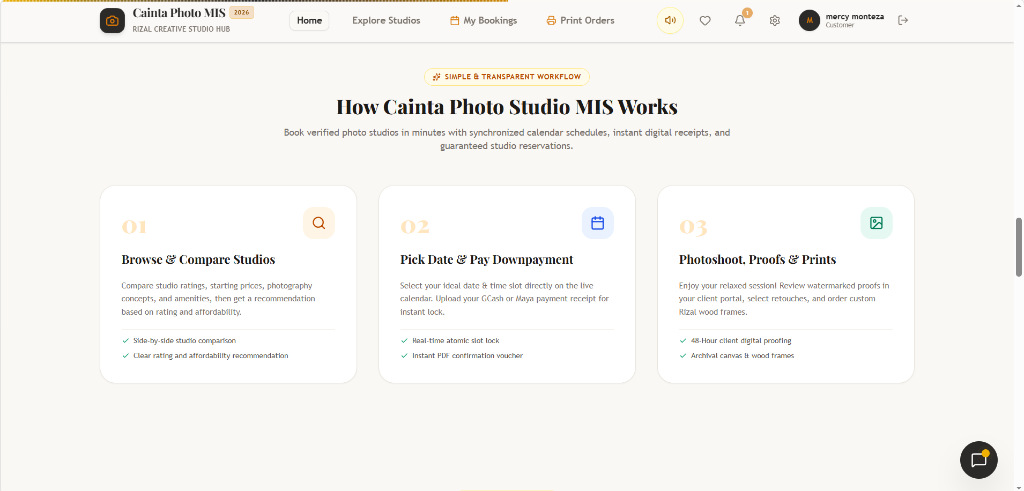 Cainta Photo MIS 2026
RIZAL CREATIVE STUDIO HUB
Home
Explore Studios
My Bookings
Print Orders
1
M
mercy monteza
Customer
SIMPLE & TRANSPARENT WORKFLOW
How Cainta Photo Studio MIS Works
Book verified photo studios in minutes with synchronized calendar schedules, instant digital receipts, and
guaranteed studio reservations.
01
Browse & Compare Studios
Compare studio ratings, starting prices, photography
concepts, and amenities, then get a recommendation
based on rating and affordability.
Side-by-side studio comparison
Clear rating and affordability recommendation
02
Pick Date & Pay Downpayment
Select your ideal date & time slot directly on the live
calendar. Upload your GCash or Maya payment receipt for
instant lock.
Real-time atomic slot lock
Instant PDF confirmation voucher
03
Photoshoot, Proofs & Prints
Enjoy your relaxed session! Review watermarked proofs in
your client portal, select retouches, and order custom
Rizal wood frames.
48-Hour client digital proofing
Archival canvas & wood frames